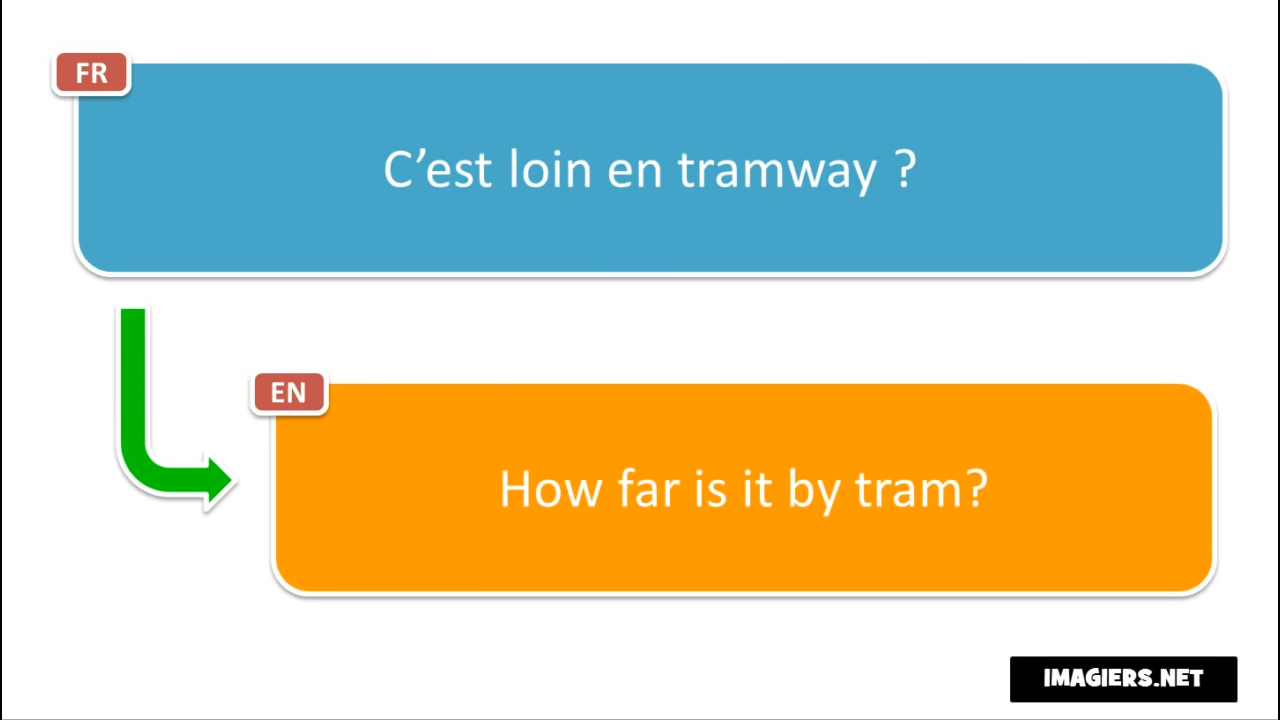 FR
C’est loin en tramway ?
EN
How far is it by tram?
IMAGIERS.NET